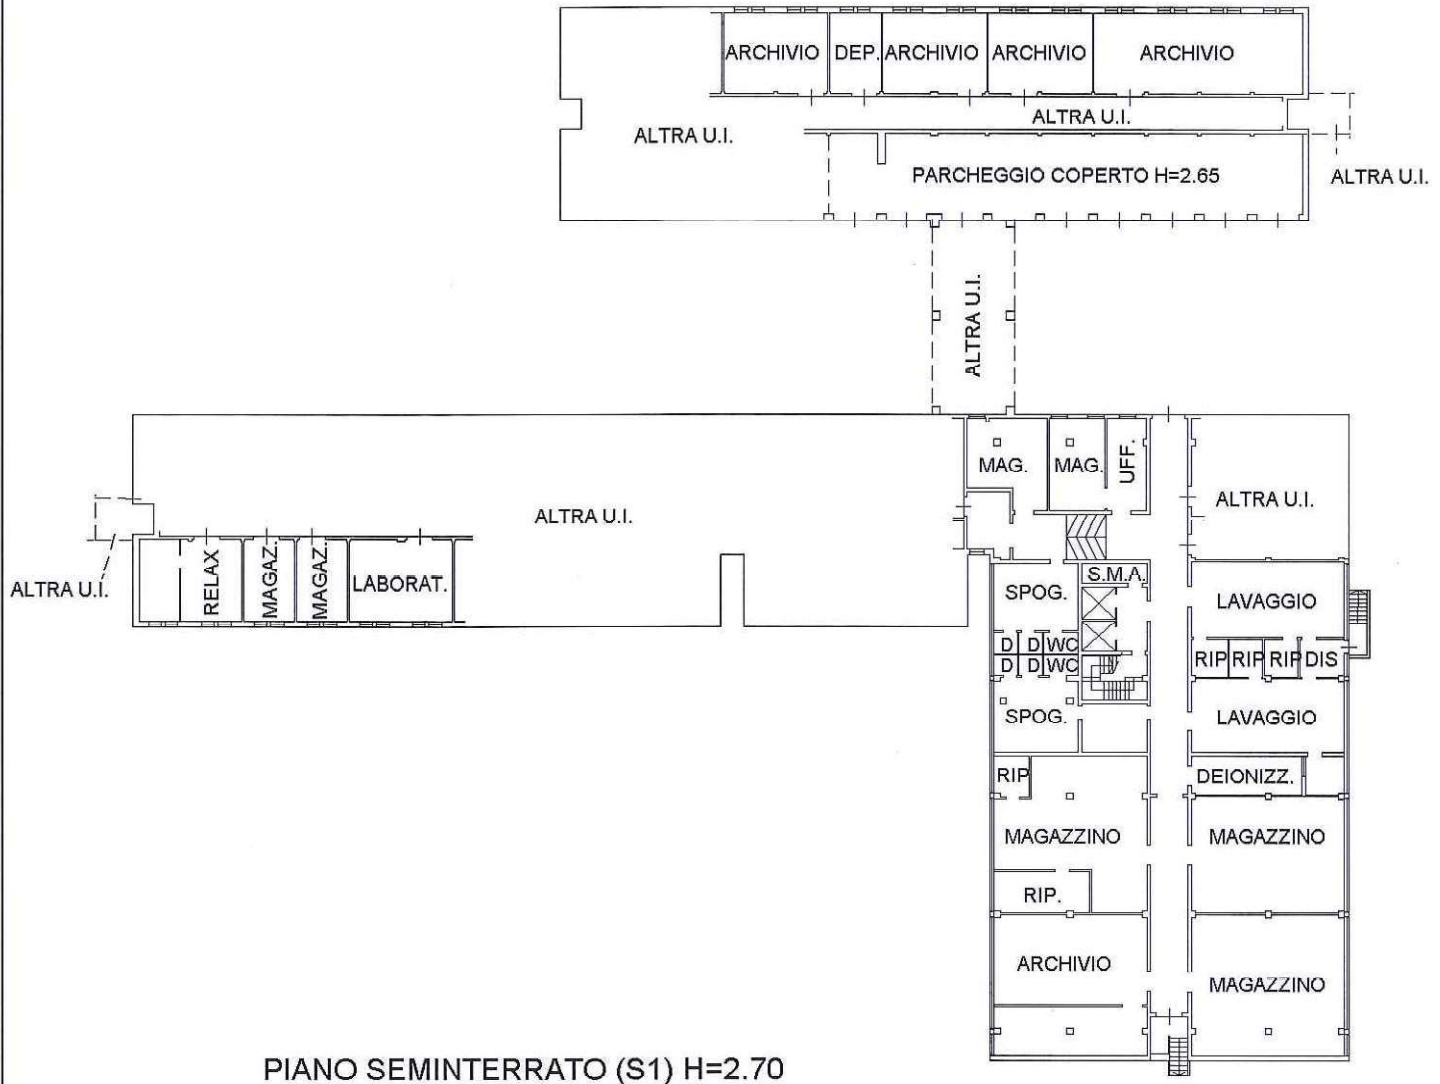 ARCHIVIO DEP. ARCHIVIO ARCHIVIO ARCHIVIO
ALTRA U.I.
ALTRA U.I.
PARCHEGGIO COPERTO H=2.65
ALTRA U.I.
ALTRA U.I.
MAG. MAG. UFF.
ALTRA U.I.
ALTRA U.I.
ALTRA U.I.
RELAX
MAGAZ.
MAGAZ.
LABORAT.
S.M.A.
SPOG.
LAVAGGIO
D D WC
D D WC
RIP RIP RIP DIS
SPOG.
LAVAGGIO
RIP
DEIONIZZ.
MAGAZZINO
MAGAZZINO
RIP.
ARCHIVIO
MAGAZZINO
PIANO SEMINTERRATO (S1) H=2.70